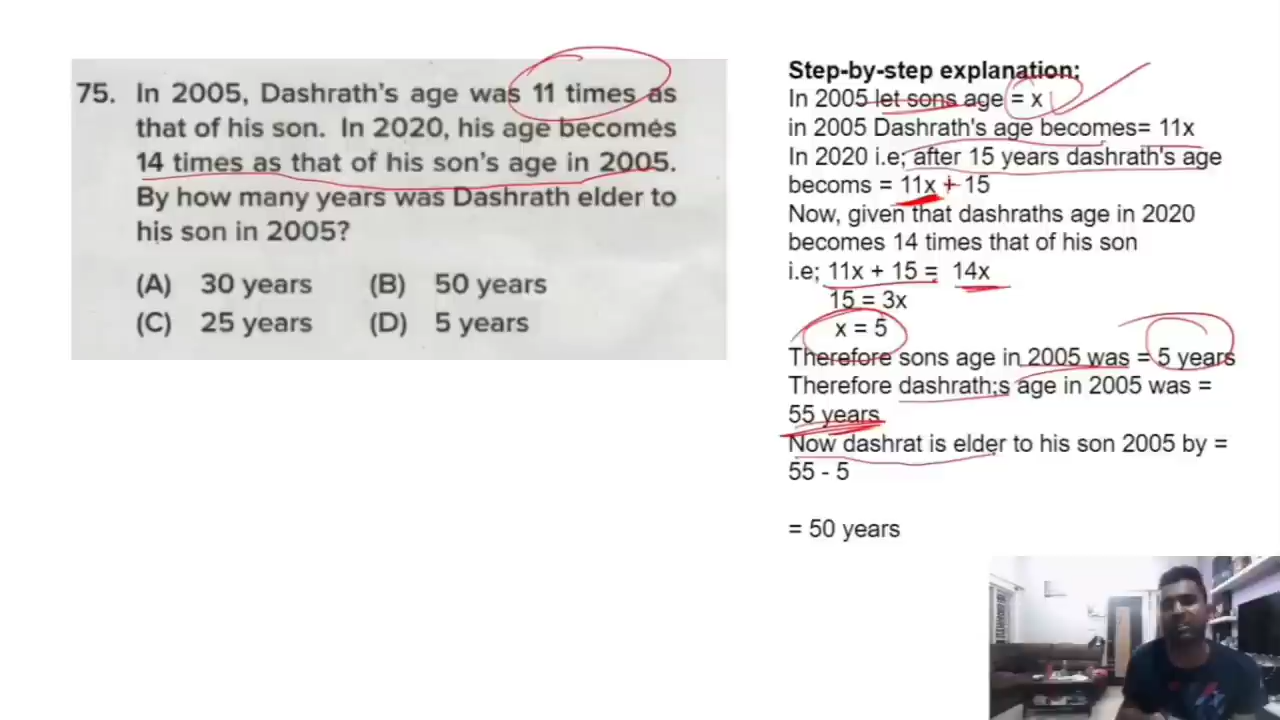 75. In 2005, Dashrath's age was 11 times as
that of his son. In 2020, his age becomes
14 times as that of his son's age in 2005.
By how many years was Dashrath elder to
his son in 2005?
(A) 30 years (B) 50 years
(C) 25 years (D) 5 years
Step-by-step explanation:
In 2005 let sons age = x
in 2005 Dashrath's age becomes= 11x
In 2020 i.e; after 15 years dashrath's age
becoms = 11x + 15
Now, given that dashraths age in 2020
becomes 14 times that of his son
i.e; 11x + 15 = 14x
15 = 3x
x = 5
Therefore sons age in 2005 was = 5 years
Therefore dashrath;s age in 2005 was =
55 years
Now dashrat is elder to his son 2005 by =
55 - 5
= 50 years